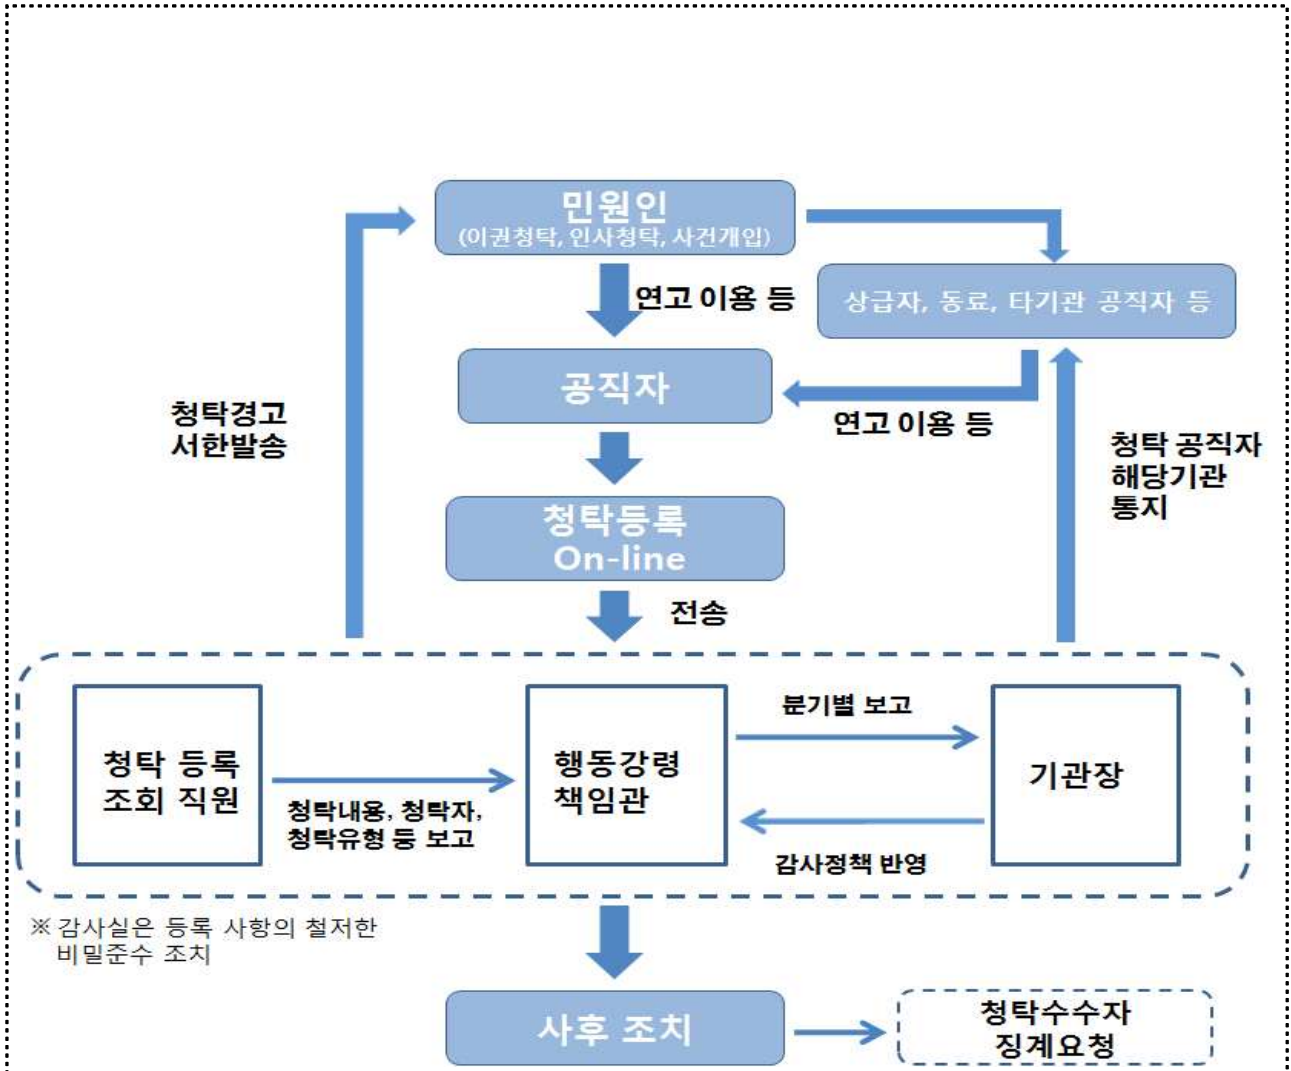 민원인
(이권청탁, 인사청탁, 사건개입)
연고 이용 등
상급자, 동료, 타기관 공직자 등
공직자
연고 이용 등
청탁경고
서한발송
청탁 공직자
해당기관
통지
청탁등록
On-line
전송
청탁 등록
조회 직원
청탁내용, 청탁자,
청탁유형 등 보고
행동강령
책임관
분기별 보고
감사정책 반영
기관장
※ 감사실은 등록 사항의 철저한
비밀준수 조치
사후 조치
청탁수수자
징계요청